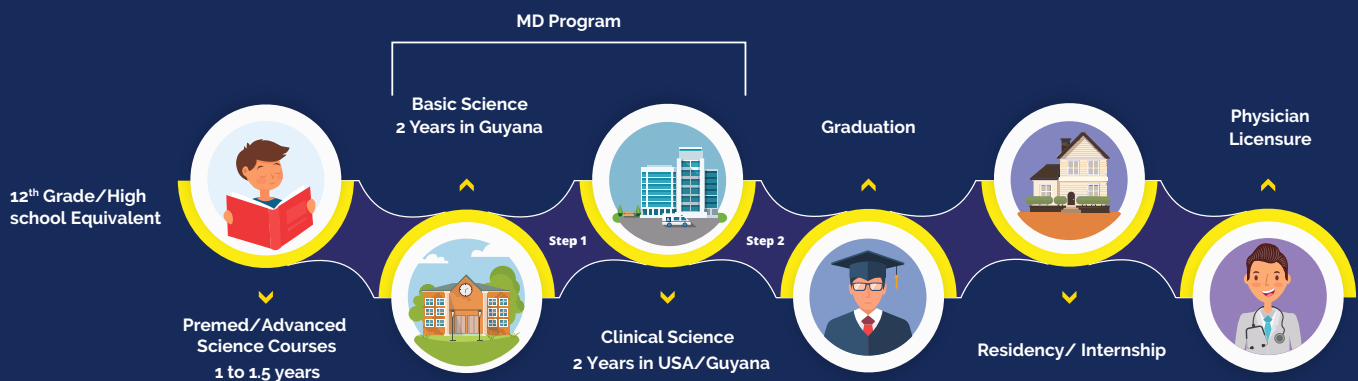 MD Program
12th Grade/High
school Equivalent
Premed/Advanced
Science Courses
1 to 1.5 years
Basic Science
2 Years in Guyana
Step 1
Clinical Science
2 Years in USA/Guyana
Step 2
Graduation
Residency/ Internship
Physician
Licensure